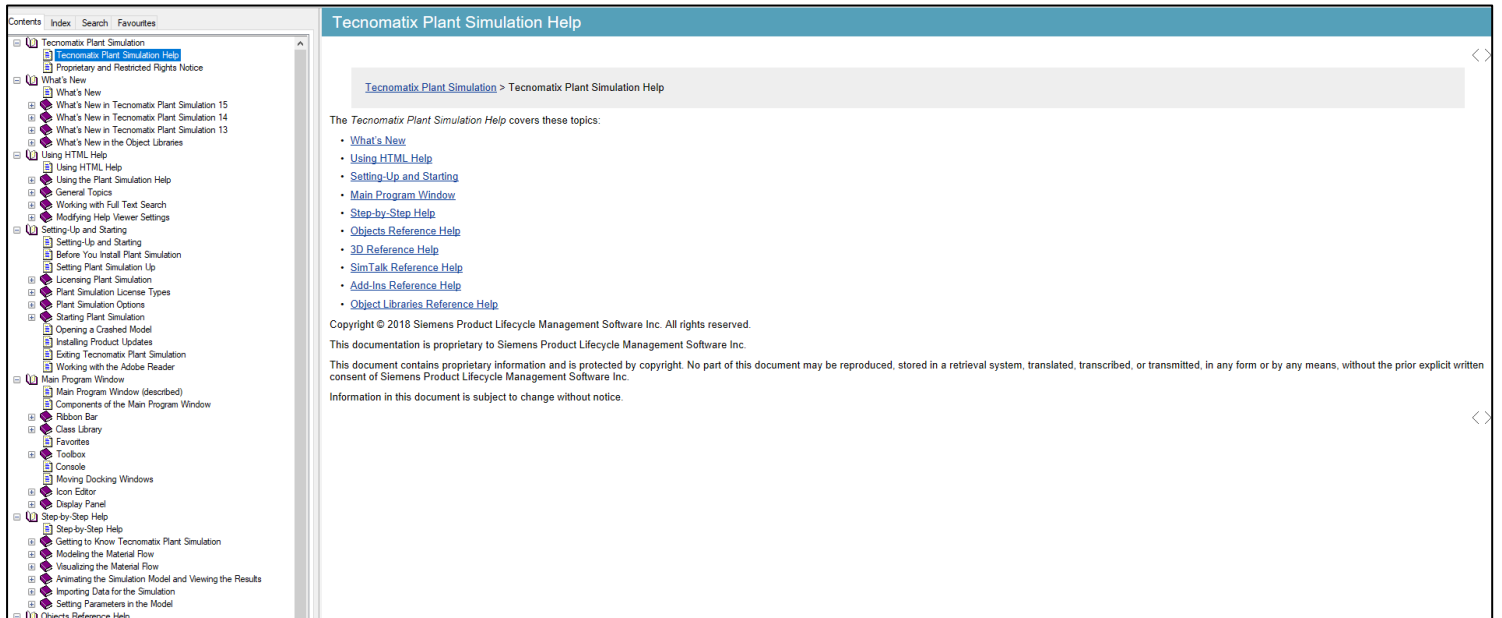 Contents Index Search Favourites
Tecnomatix Plant Simulation
Tecnomatix Plant Simulation Help
Proprietary and Restricted Rights Notice
What's New
What's New
What's New in Tecnomatix Plant Simulation 15
What's New in Tecnomatix Plant Simulation 14
What's New in Tecnomatix Plant Simulation 13
What's New in the Object Libraries
Using HTML Help
Using HTML Help
Using the Plant Simulation Help
General Topics
Working with Full Text Search
Modifying Help Viewer Settings
Setting-Up and Starting
Setting-Up and Starting
Before You Install Plant Simulation
Setting Plant Simulation Up
Licensing Plant Simulation
Plant Simulation License Types
Plant Simulation Options
Starting Plant Simulation
Opening a Crashed Model
Installing Product Updates
Exiting Tecnomatix Plant Simulation
Working with the Adobe Reader
Main Program Window
Main Program Window (described)
Components of the Main Program Window
Ribbon Bar
Class Library
Favorites
Toolbox
Console
Moving Docking Windows
Icon Editor
Display Panel
Step-by-Step Help
Step-by-Step Help
Getting to Know Tecnomatix Plant Simulation
Modeling the Material Flow
Visualizing the Material Flow
Animating the Simulation Model and Viewing the Results
Importing Data for the Simulation
Setting Parameters in the Model
Objects Reference Help
Tecnomatix Plant Simulation Help
Tecnomatix Plant Simulation > Tecnomatix Plant Simulation Help
The Tecnomatix Plant Simulation Help covers these topics:
• What's New
• Using HTML Help
• Setting-Up and Starting
• Main Program Window
• Step-by-Step Help
• Objects Reference Help
• 3D Reference Help
• SimTalk Reference Help
• Add-Ins Reference Help
• Object Libraries Reference Help
Copyright © 2018 Siemens Product Lifecycle Management Software Inc. All rights reserved.
This documentation is proprietary to Siemens Product Lifecycle Management Software Inc.
This document contains proprietary information and is protected by copyright. No part of this document may be reproduced, stored in a retrieval system, translated, transcribed, or transmitted, in any form or by any means, without the prior explicit written
consent of Siemens Product Lifecycle Management Software Inc.
Information in this document is subject to change without notice.